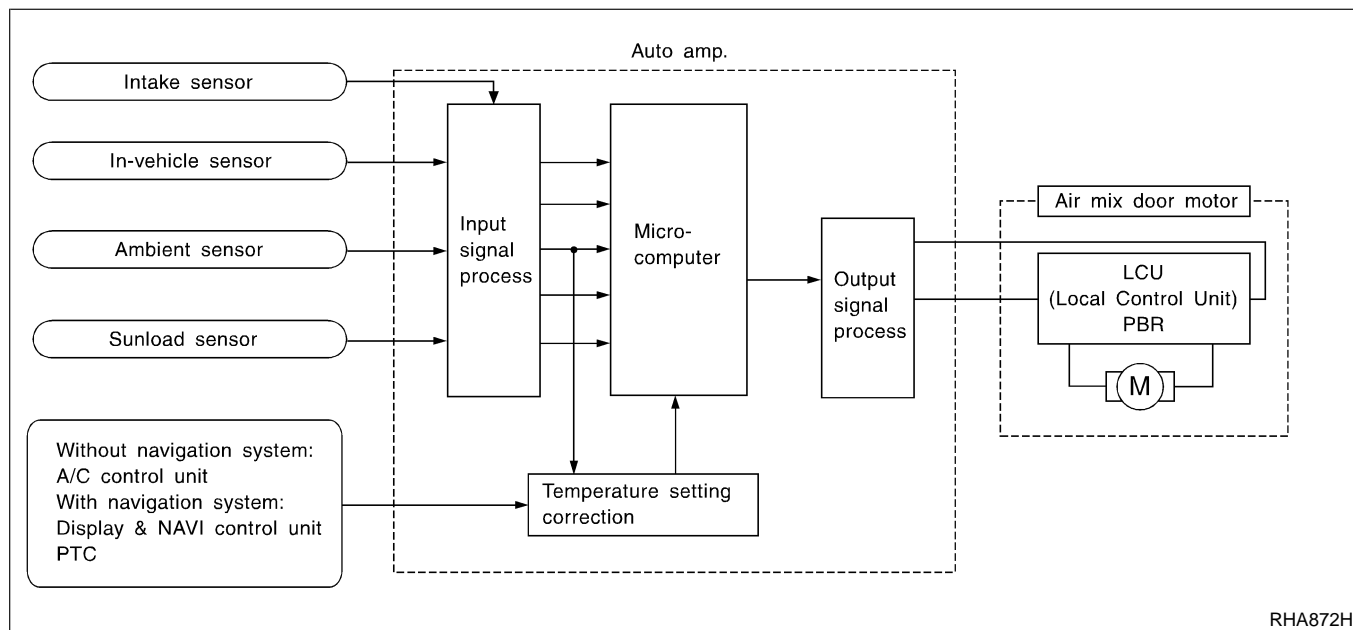 Auto amp.
Intake sensor
In-vehicle sensor
Ambient sensor
Sunload sensor
Without navigation system:
A/C control unit
With navigation system:
Display & NAVI control unit
PTC
Input
signal
process
Micro-
computer
Temperature setting
correction
Output
signal
process
Air mix door motor
LCU
(Local Control Unit)
PBR
M
RHA872H